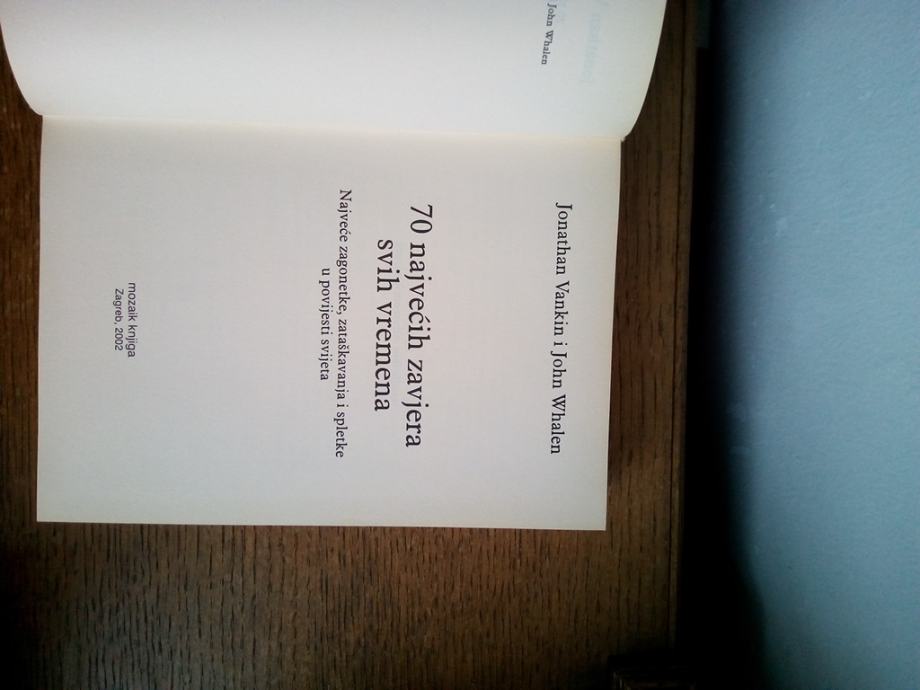 John Whalen
Jonathan Vankin i John Whalen
70 najvećih zavjera
svih vremena
Najveće zagonetke, zataškavanja i spletke
u povijesti svijeta
mozaik knjiga
Zagreb, 2002